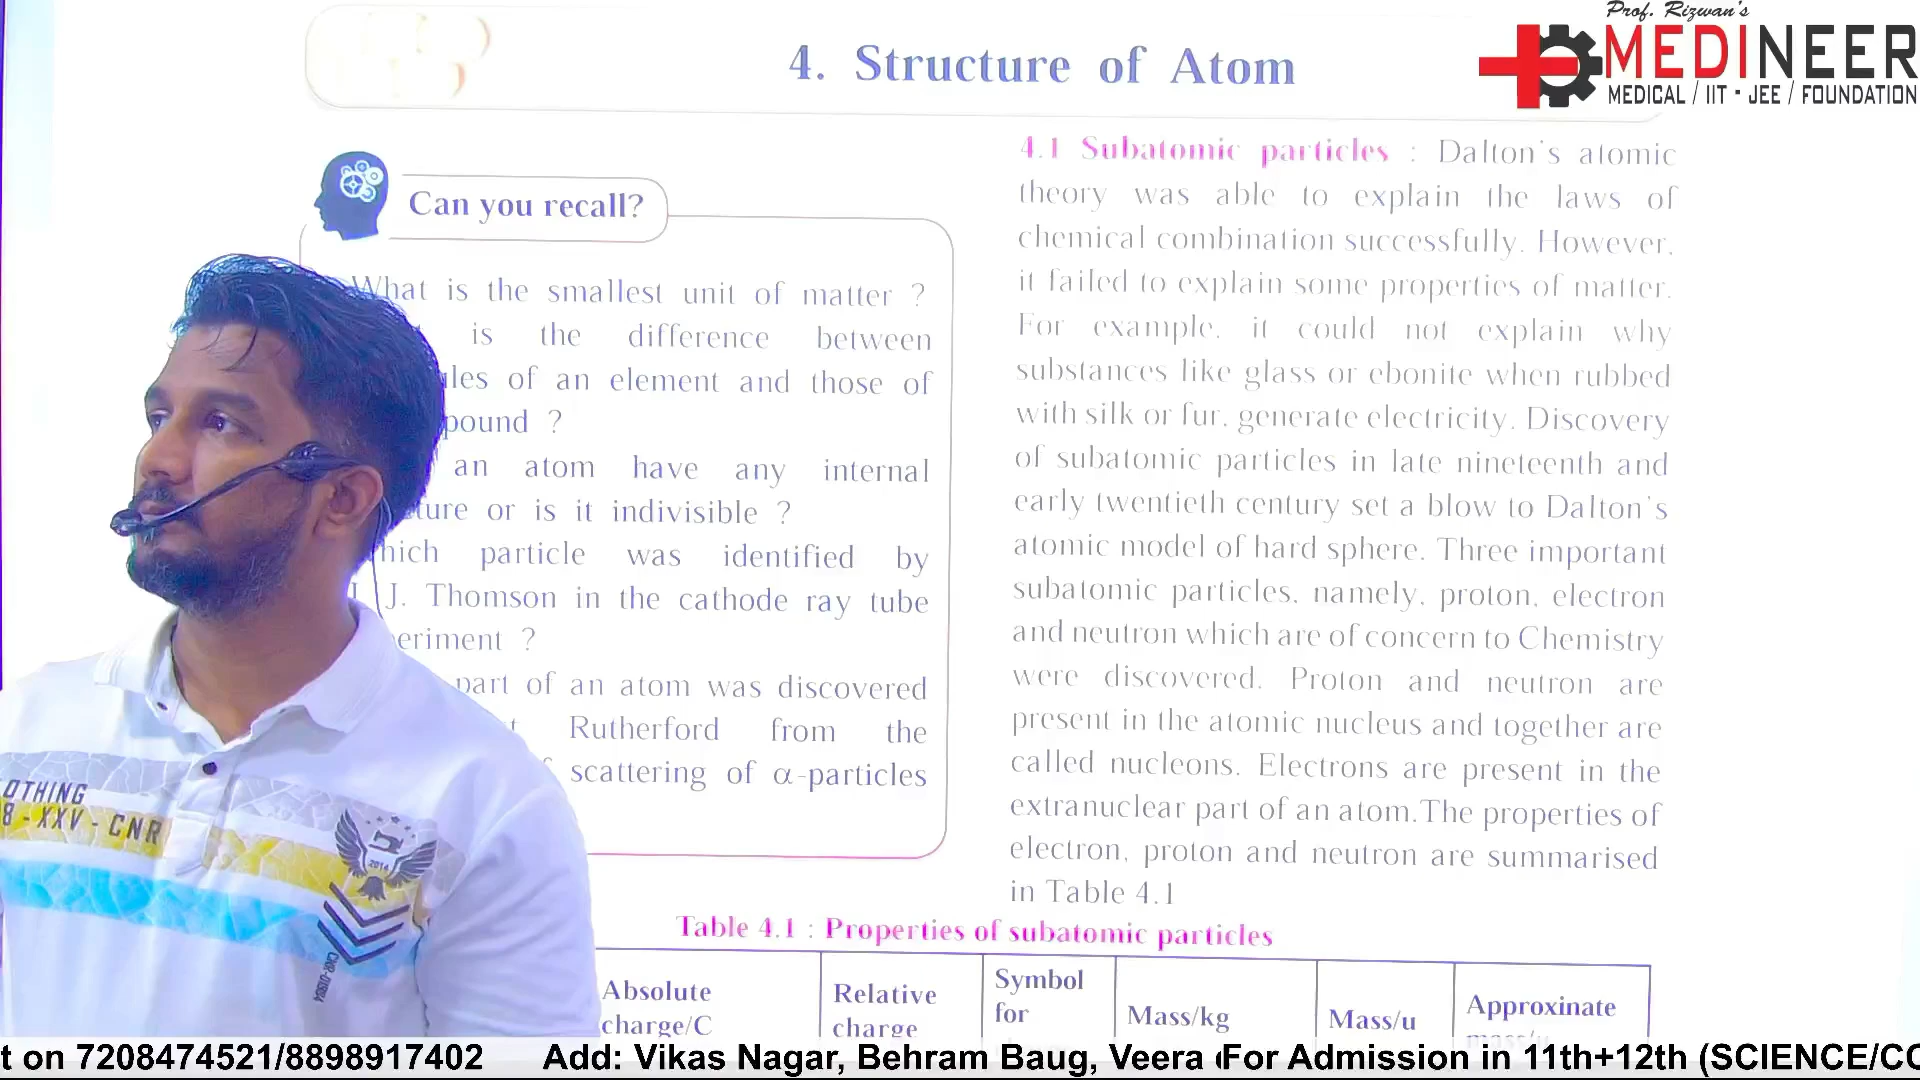 4. Structure of Atom
Prof. Rizwan's
MEDINEER
MEDICAL / IIT - JEE / FOUNDATION
Can you recall?
What is the smallest unit of matter ?
is the difference between
les of an element and those of
pound ?
an atom have any internal
ture or is it indivisible ?
hich particle was identified by
J. Thomson in the cathode ray tube
eriment ?
part of an atom was discovered
t Rutherford from the
scattering of α-particles
4.1 Subatomic particles : Dalton's atomic
theory was able to explain the laws of
chemical combination successfully. However,
it failed to explain some properties of matter.
For example, it could not explain why
substances like glass or ebonite when rubbed
with silk or fur, generate electricity. Discovery
of subatomic particles in late nineteenth and
early twentieth century set a blow to Dalton's
atomic model of hard sphere. Three important
subatomic particles, namely, proton, electron
and neutron which are of concern to Chemistry
were discovered. Proton and neutron are
present in the atomic nucleus and together are
called nucleons. Electrons are present in the
extranuclear part of an atom.The properties of
electron, proton and neutron are summarised
in Table 4.1
Table 4.1 : Properties of subatomic particles
Absolute
charge/C
Relative
charge
Symbol
for
Mass/kg
Mass/u
Approxinate
mass/u
OTHING
8 - XXV - CNR
2014
CNR-01984
t on 7208474521/8898917402 Add: Vikas Nagar, Behram Baug, Veera
For Admission in 11th+12th (SCIENCE/CO